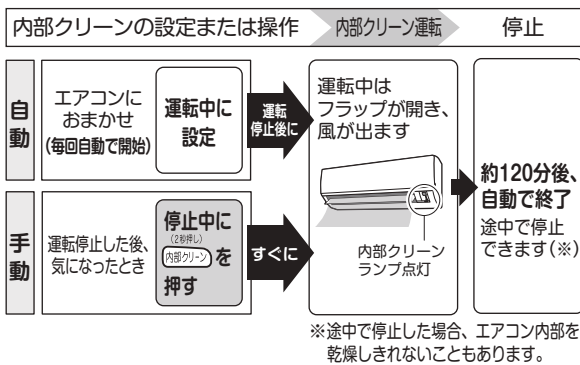 内部クリーンの設定または操作
内部クリーン運転
停止
自動
エアコンに
おまかせ
(毎回自動で開始)
運転中に
設定
運転
停止後に
運転中は
フラップが開き、
風が出ます
内部クリーン
ランプ点灯
約120分後、
自動で終了
途中で停止
できます(※)
手動
運転停止した後、
気になったとき
停止中に
(2秒押し)
内部クリーン を
押す
すぐに
※途中で停止した場合、エアコン内部を
乾燥しきれないこともあります。